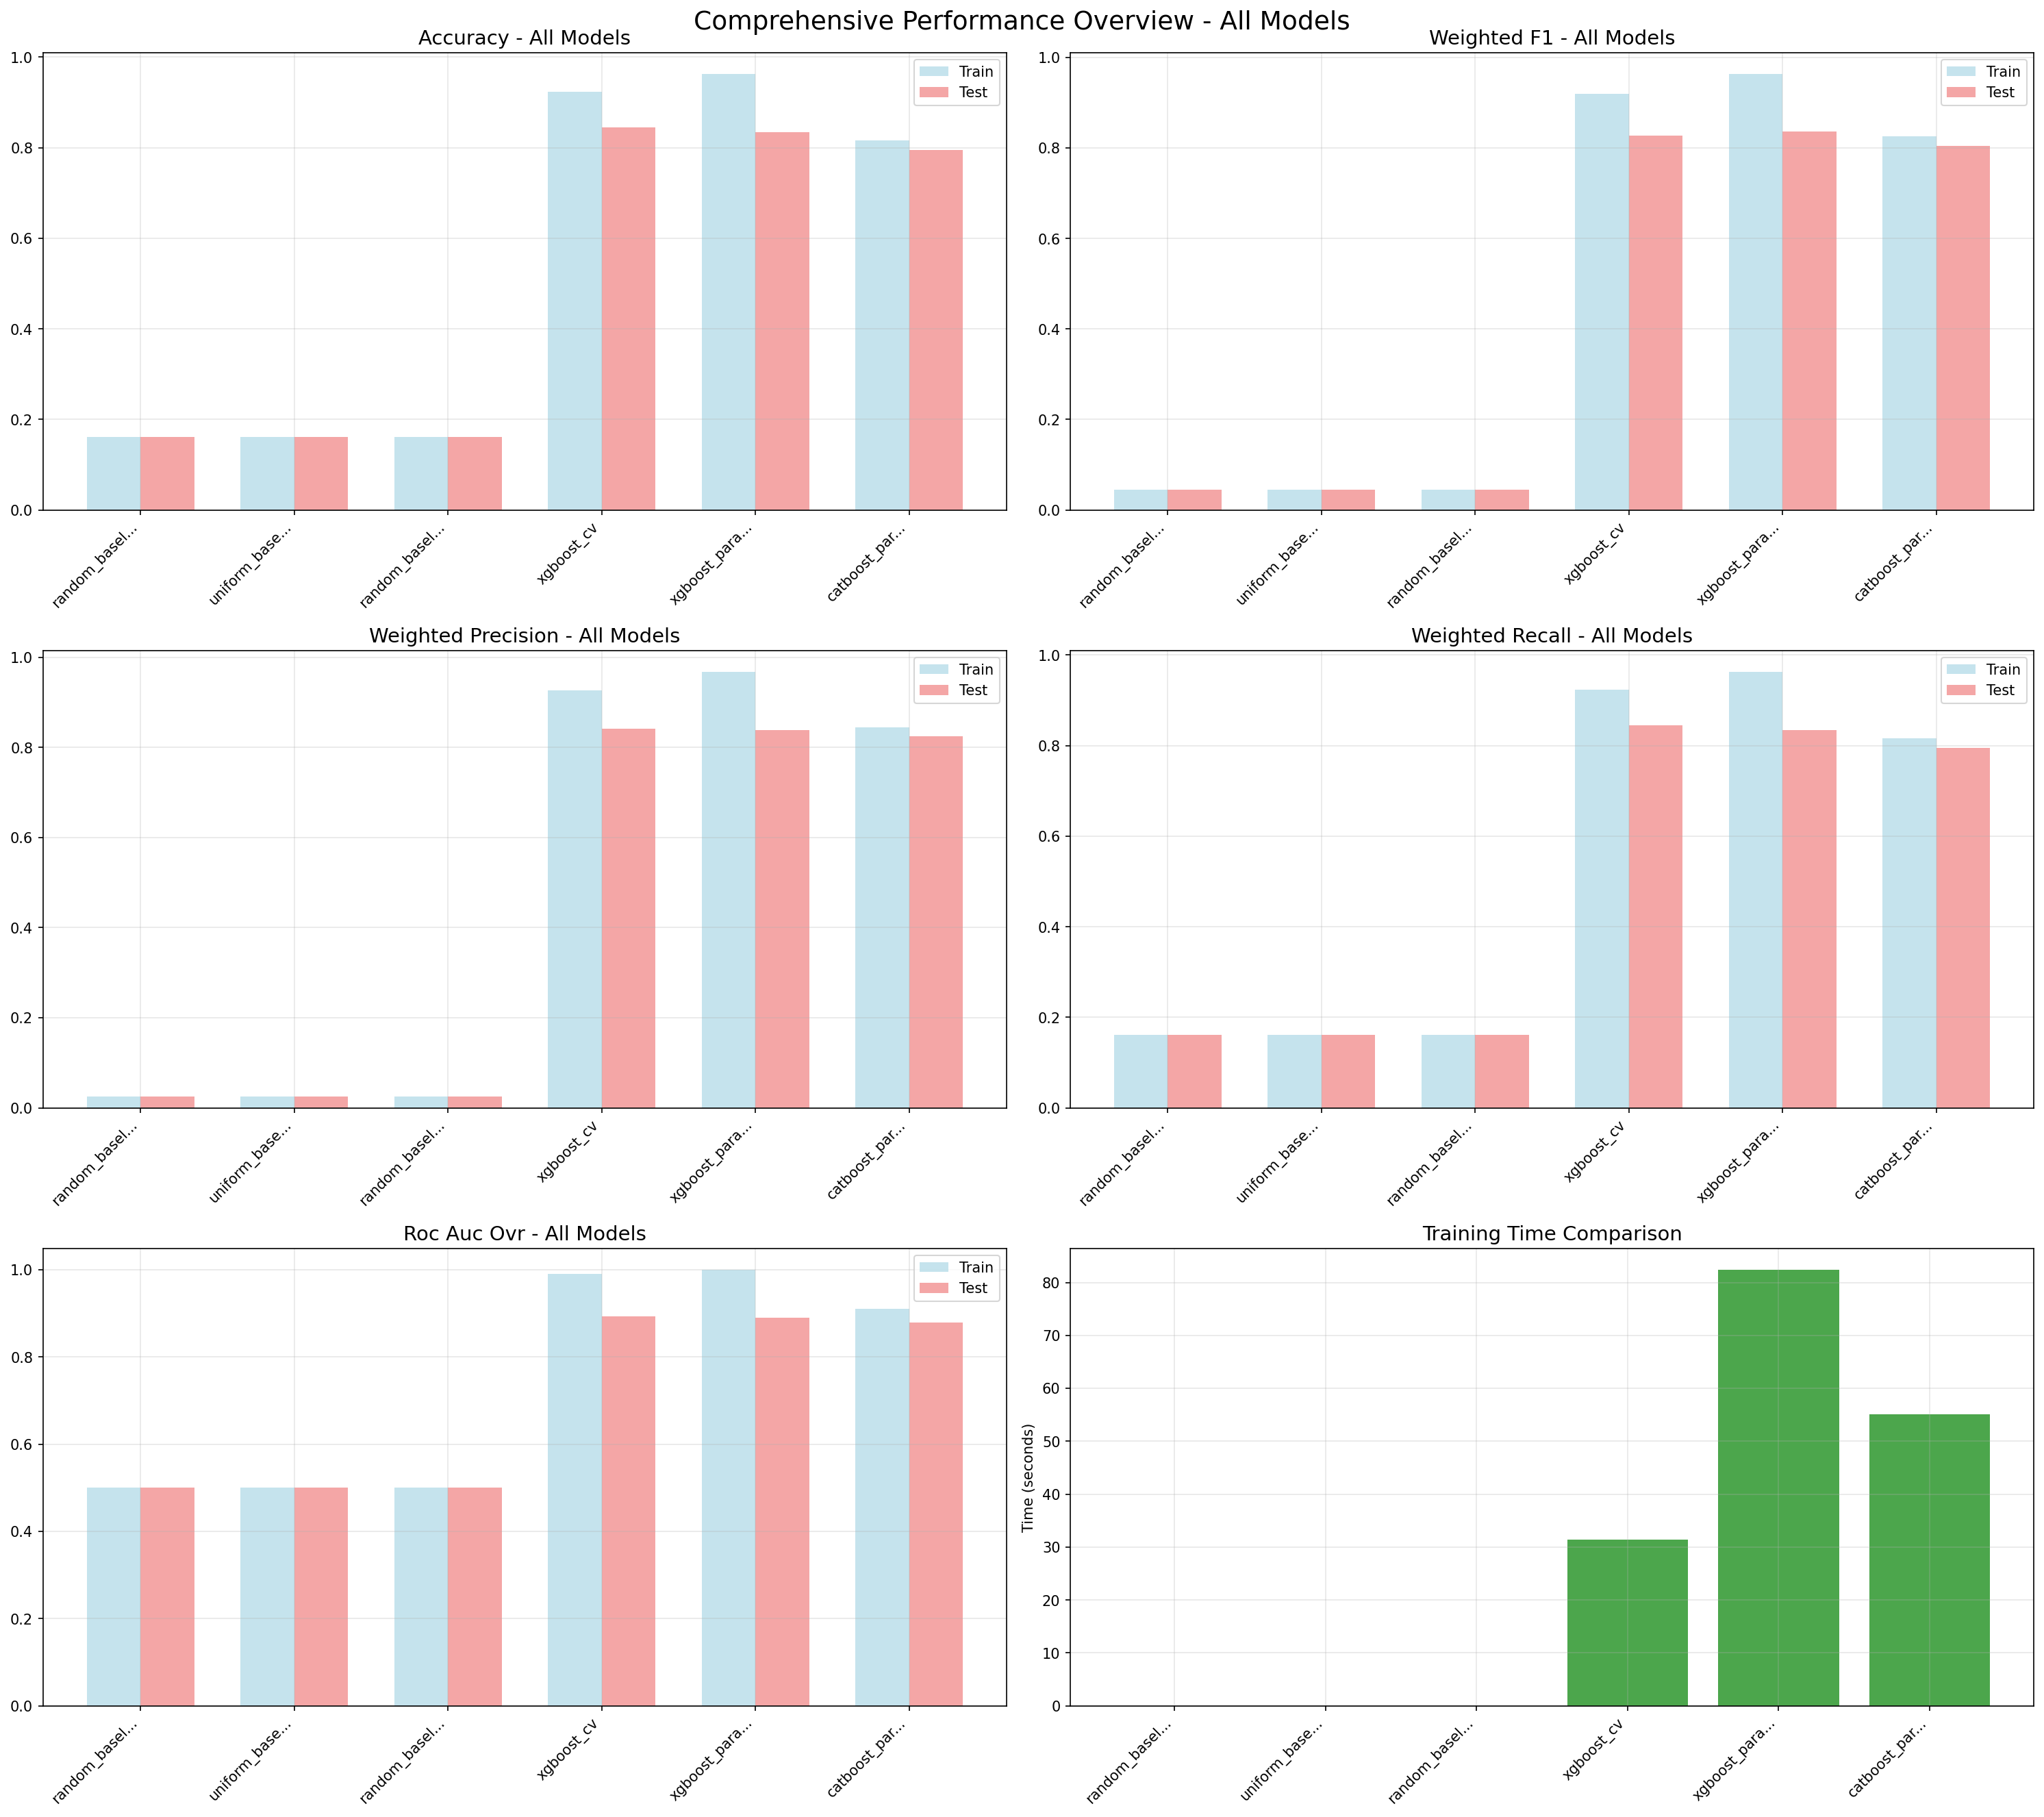 Comprehensive Performance Overview - All Models
Accuracy - All Models
1.0
0.8
0.6
0.4
0.2
0.0
Train
Test
random_basel...
uniform_base...
random_basel...
xgboost_cv
xgboost_para...
catboost_par...
Weighted F1 - All Models
1.0
0.8
0.6
0.4
0.2
0.0
Train
Test
random_basel...
uniform_base...
random_basel...
xgboost_cv
xgboost_para...
catboost_par...
Weighted Precision - All Models
1.0
0.8
0.6
0.4
0.2
0.0
Train
Test
random_basel...
uniform_base...
random_basel...
xgboost_cv
xgboost_para...
catboost_par...
Weighted Recall - All Models
1.0
0.8
0.6
0.4
0.2
0.0
Train
Test
random_basel...
uniform_base...
random_basel...
xgboost_cv
xgboost_para...
catboost_par...
Roc Auc Ovr - All Models
1.0
0.8
0.6
0.4
0.2
0.0
Train
Test
random_basel...
uniform_base...
random_basel...
xgboost_cv
xgboost_para...
catboost_par...
Training Time Comparison
Time (seconds)
80
70
60
50
40
30
20
10
0
random_basel...
uniform_base...
random_basel...
xgboost_cv
xgboost_para...
catboost_par...